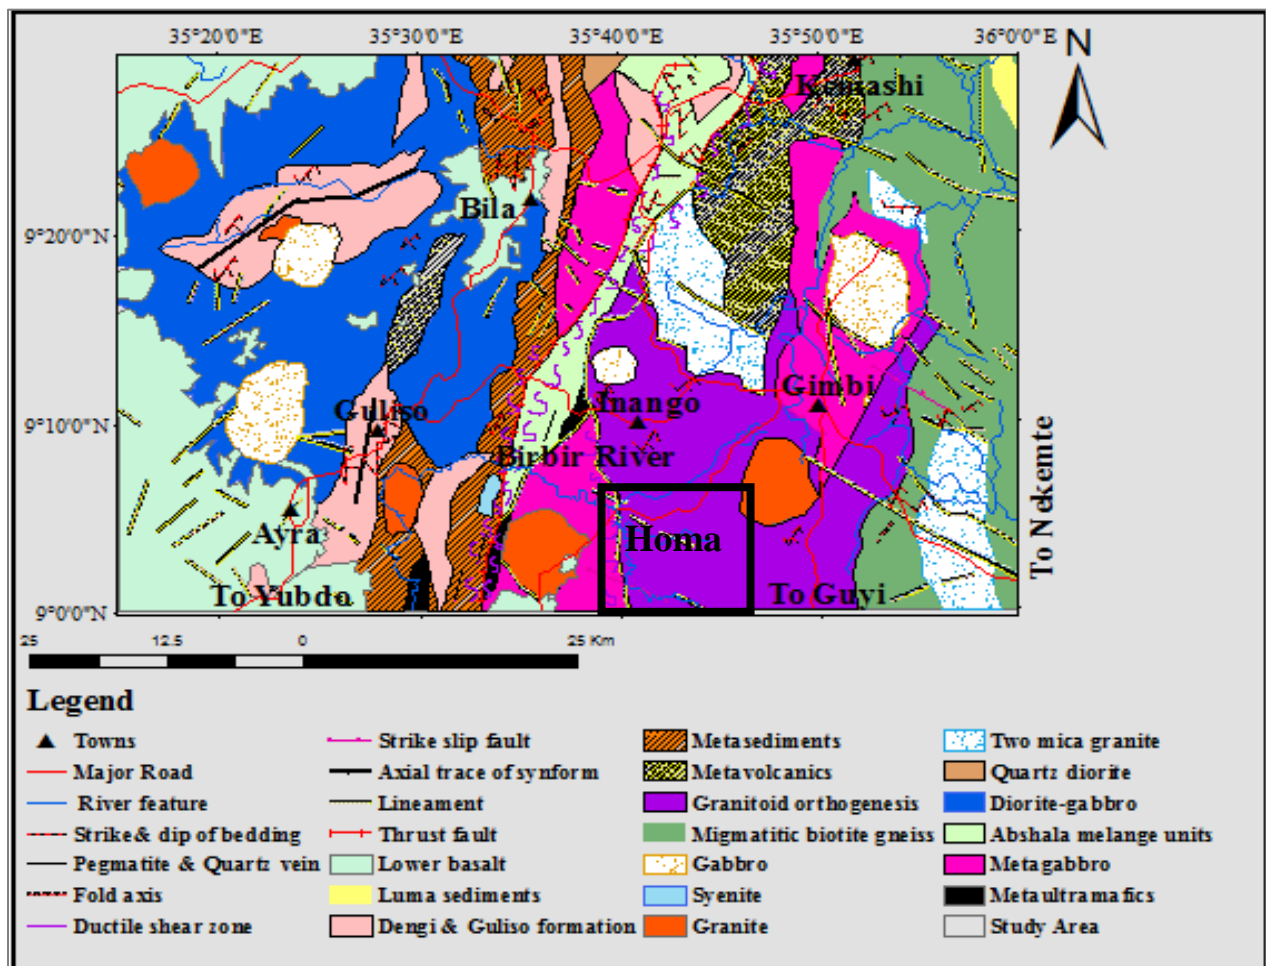 35°20'0"E 35°30'0"E 35°40'0"E 35°50'0"E 36°0'0"E N
Kemashi
Bila
9°20'0"N
Gimbi
Guliso Inango
9°10'0"N
Birbir River
Ayra Homa To Nekemte
To Yubdo To Guyi
9°0'0"N
25 12.5 0 25 Km
Legend
Towns Strike slip fault Metasediments Two mica granite
Major Road Axial trace of synform Metavolcanics Quartz diorite
River feature Lineament Granitoid orthogenesis Diorite-gabbro
Strike& dip of bedding Thrust fault Migmatitic biotite gneiss Abshala melange units
Pegmatite & Quartz vein Lower basalt Gabbro Metagabbro
Fold axis Luma sediments Syenite Metaultramafics
Ductile shear zone Dengi & Guliso formation Granite Study Area